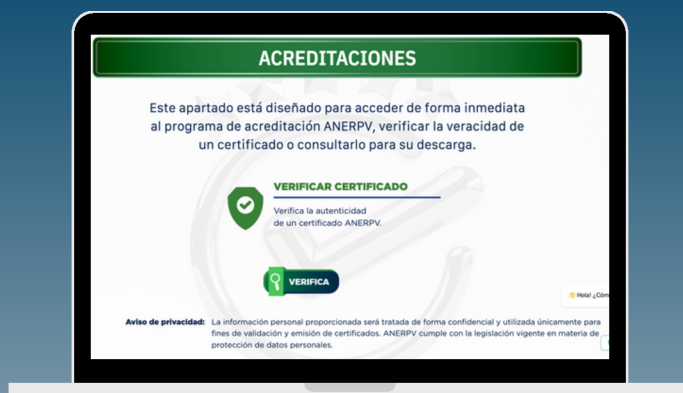 ACREDITACIONES
Este apartado está diseñado para acceder de forma inmediata
al programa de acreditación ANERPV, verificar la veracidad de
un certificado o consultarlo para su descarga.
VERIFICAR CERTIFICADO
Verifica la autenticidad
de un certificado ANERPV.
VERIFICA
Hola! ¿Cóm
Aviso de privacidad: La información personal proporcionada será tratada de forma confidencial y utilizada únicamente para
fines de validación y emisión de certificados. ANERPV cumple con la legislación vigente en materia de
protección de datos personales.